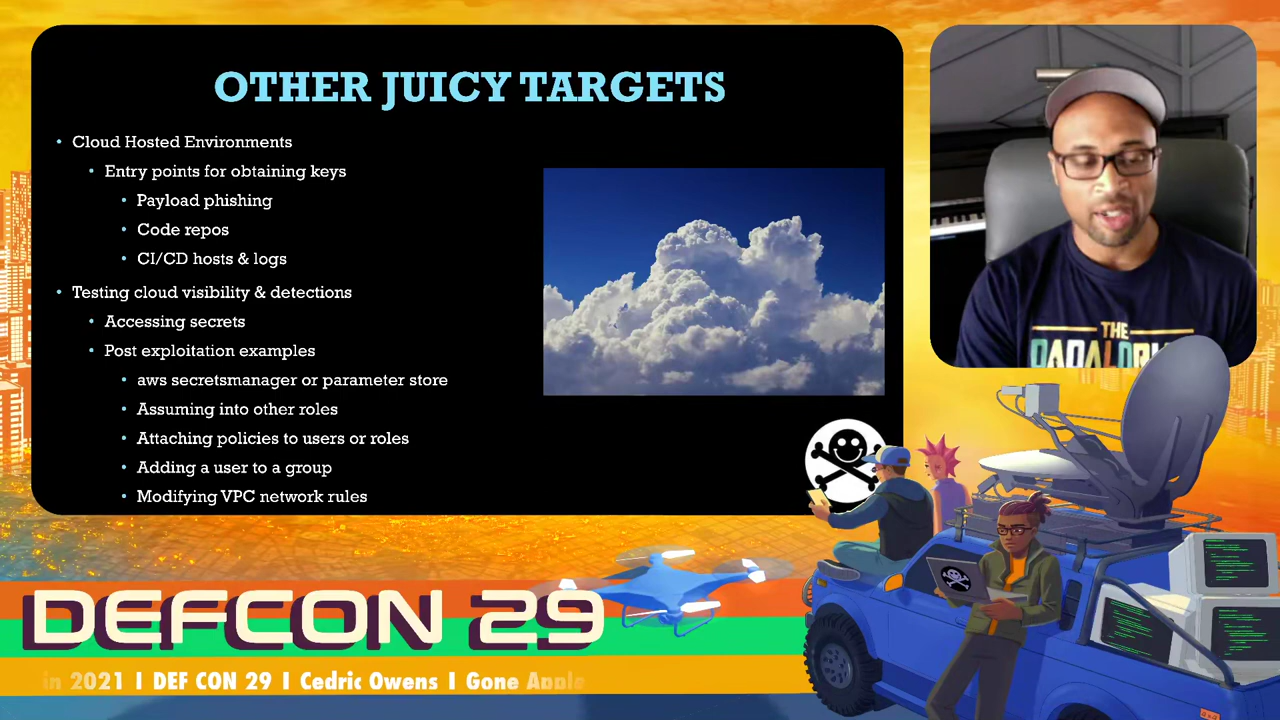 OTHER JUICY TARGETS
• Cloud Hosted Environments
• Entry points for obtaining keys
• Payload phishing
• Code repos
• CI/CD hosts & logs
• Testing cloud visibility & detections
• Accessing secrets
• Post exploitation examples
• aws secretsmanager or parameter store
• Assuming into other roles
• Attaching policies to users or roles
• Adding a user to a group
• Modifying VPC network rules
THE
DEFCON 29
in 2021 | DEF CON 29 | Cedric Owens | Gone Apple